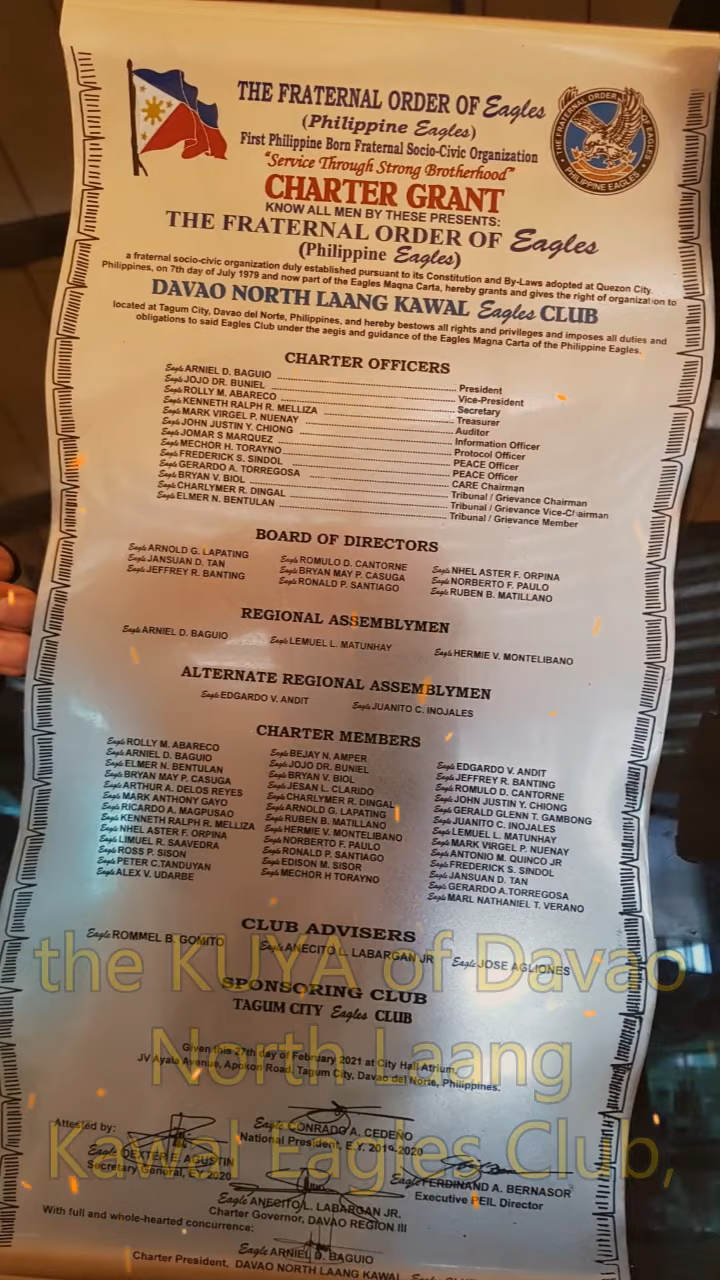 THE FRATERNAL ORDER OF Eagles
(Philippine Eagles)
First Philippine Born Fraternal Socio-Civic Organization
"Service Through Strong Brotherhood"
THE FRATERNAL ORDER OF EAGLES
PHILIPPINE EAGLES
CHARTER GRANT
KNOW ALL MEN BY THESE PRESENTS:
THE FRATERNAL ORDER OF Eagles
(Philippine Eagles)
a fraternal socio-civic organization duly established pursuant to its Constitution and By-Laws adopted at Quezon City,
Philippines, on 7th day of July 1979 and now part of the Eagles Magna Carta, hereby grants and gives the right of organization to
DAVAO NORTH LAANG KAWAL Eagles CLUB
located at Tagum City, Davao del Norte, Philippines, and hereby bestows all rights and privileges and imposes all duties and
obligations to said Eagles Club under the aegis and guidance of the Eagles Magna Carta of the Philippine Eagles.
CHARTER OFFICERS
Eagle ARNIEL D. BAGUIO President
Eagle JOJO DR. BUNIEL Vice-President
Eagle ROLLY M. ABARECO Secretary
Eagle KENNETH RALPH R. MELLIZA Treasurer
Eagle MARK VIRGEL P. NUENAY Auditor
Eagle JOHN JUSTIN Y. CHIONG Information Officer
Eagle JOMAR S MARQUEZ Protocol Officer
Eagle MECHOR H. TORAYNO PEACE Officer
Eagle FREDERICK S. SINDOL PEACE Officer
Eagle GERARDO A. TORREGOSA CARE Chairman
Eagle BRYAN V. BIOL Tribunal / Grievance Chairman
Eagle CHARLYMER R. DINGAL Tribunal / Grievance Vice-Chairman
Eagle ELMER N. BENTULAN Tribunal / Grievance Member
BOARD OF DIRECTORS
Eagle ARNOLD G. LAPATING Eagle ROMULO D. CANTORNE Eagle NHEL ASTER F. ORPINA
Eagle JANSUAN D. TAN Eagle BRYAN MAY P. CASUGA Eagle NORBERTO F. PAULO
Eagle JEFFREY R. BANTING Eagle RONALD P. SANTIAGO Eagle RUBEN B. MATILLANO
REGIONAL ASSEMBLYMEN
Eagle ARNIEL D. BAGUIO Eagle LEMUEL L. MATUNHAY Eagle HERMIE V. MONTELIBANO
ALTERNATE REGIONAL ASSEMBLYMEN
Eagle EDGARDO V. ANDIT Eagle JUANITO C. INOJALES
CHARTER MEMBERS
Eagle ROLLY M. ABARECO
Eagle ARNIEL D. BAGUIO
Eagle ELMER N. BENTULAN
Eagle BRYAN MAY P. CASUGA
Eagle ARTHUR A. DELOS REYES
Eagle MARK ANTHONY GAYO
Eagle RICARDO A. MAGPUSAO
Eagle KENNETH RALPH R. MELLIZA
Eagle NHEL ASTER F. ORPINA
Eagle LIMUEL R. SAAVEDRA
Eagle ROSS P. SISON
Eagle PETER C.TANDUYAN
Eagle ALEX V. UDARBE
Eagle BEJAY N. AMPER
Eagle JOJO DR. BUNIEL
Eagle BRYAN V. BIOL
Eagle JESAN L. CLARIDO
Eagle CHARLYMER R. DINGAL
Eagle ARNOLD G. LAPATING
Eagle RUBEN B. MATILLANO
Eagle HERMIE V. MONTELIBANO
Eagle NORBERTO F. PAULO
Eagle RONALD P. SANTIAGO
Eagle EDISON M. SISOR
Eagle MECHOR H TORAYNO
Eagle EDGARDO V. ANDIT
Eagle JEFFREY R. BANTING
Eagle ROMULO D. CANTORNE
Eagle JOHN JUSTIN Y. CHIONG
Eagle GERALD GLENN T. GAMBONG
Eagle JUANITO C. INOJALES
Eagle LEMUEL L. MATUNHAY
Eagle MARK VIRGEL P. NUENAY
Eagle ANTONIO M. QUINCO JR
Eagle FREDERICK S. SINDOL
Eagle JANSUAN D. TAN
Eagle GERARDO A.TORREGOSA
Eagle MARL NATHANIEL T. VERANO
CLUB ADVISERS
Eagle ROMMEL B. GOMITO Eagle ANECITO L. LABARGAN JR Eagle JOSE AGLIONES
the KUYA of Davao
SPONSORING CLUB
TAGUM CITY Eagles CLUB
North Laang
Given this 27th day of February 2021 at City Hall Atrium,
JV Ayala Avenue, Apokon Road, Tagum City, Davao del Norte, Philippines.
Kawal Eagles Club,
Attested by:
Eagle CONRADO A. CEDEÑO
National President, E.Y. 2019-2020
Eagle DEXTER E. AGUSTIN
Secretary General, EY 2020
Eagle FERDINAND A. BERNASOR
Executive PEIL Director
Eagle ANECITO L. LABARGAN JR.
Charter Governor, DAVAO REGION III
With full and whole-hearted concurrence:
Eagle ARNIEL D. BAGUIO
Charter President, DAVAO NORTH LAANG KAWAL Eagles CLUB